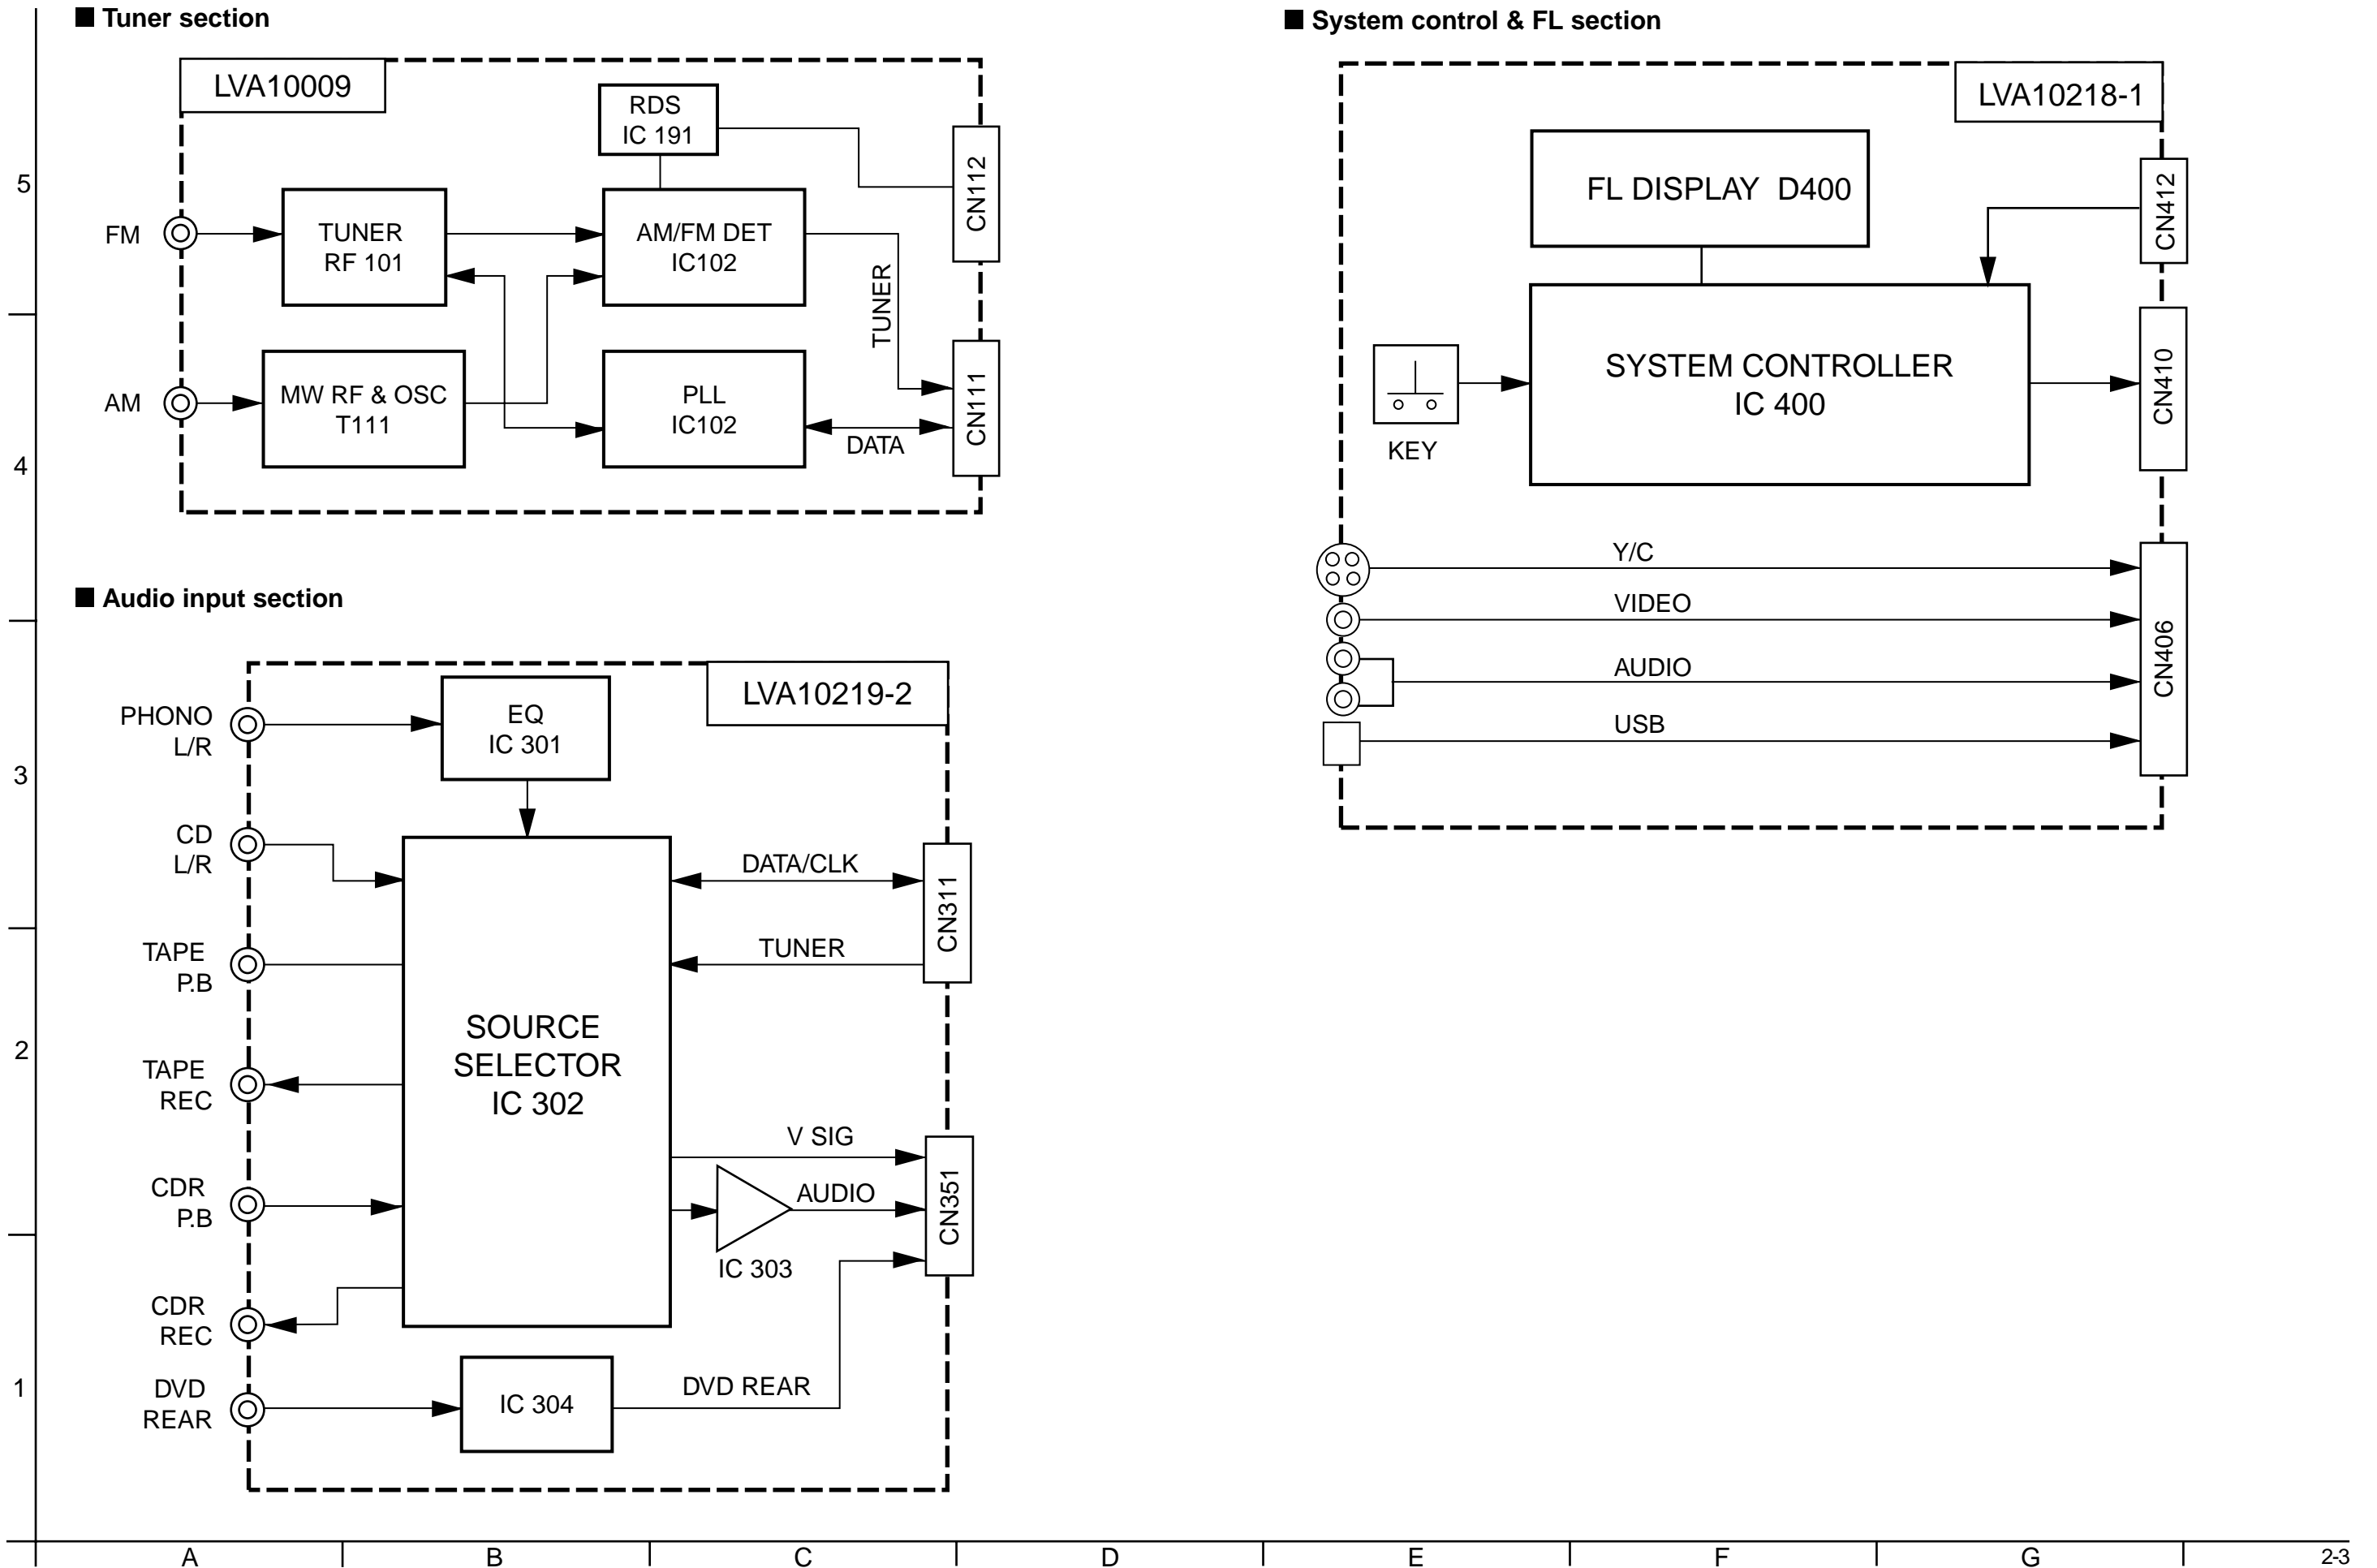 Tuner section
LVA10009
RDS
IC 191
CN112
FM
TUNER
RF 101
AM/FM DET
IC102
TUNER
AM
MW RF & OSC
T111
PLL
IC102
DATA
CN111
Audio input section
LVA10219-2
PHONO
L/R
EQ
IC 301
CD
L/R
DATA/CLK
CN311
TAPE
P.B
TUNER
SOURCE
SELECTOR
IC 302
TAPE
REC
V SIG
CDR
P.B
AUDIO
CN351
IC 303
CDR
REC
DVD
REAR
IC 304
DVD REAR
System control & FL section
LVA10218-1
FL DISPLAY D400
CN412
SYSTEM CONTROLLER
IC 400
CN410
KEY
Y/C
VIDEO
AUDIO
USB
CN406
5
4
3
2
1
A
B
C
D
E
F
G
2-3